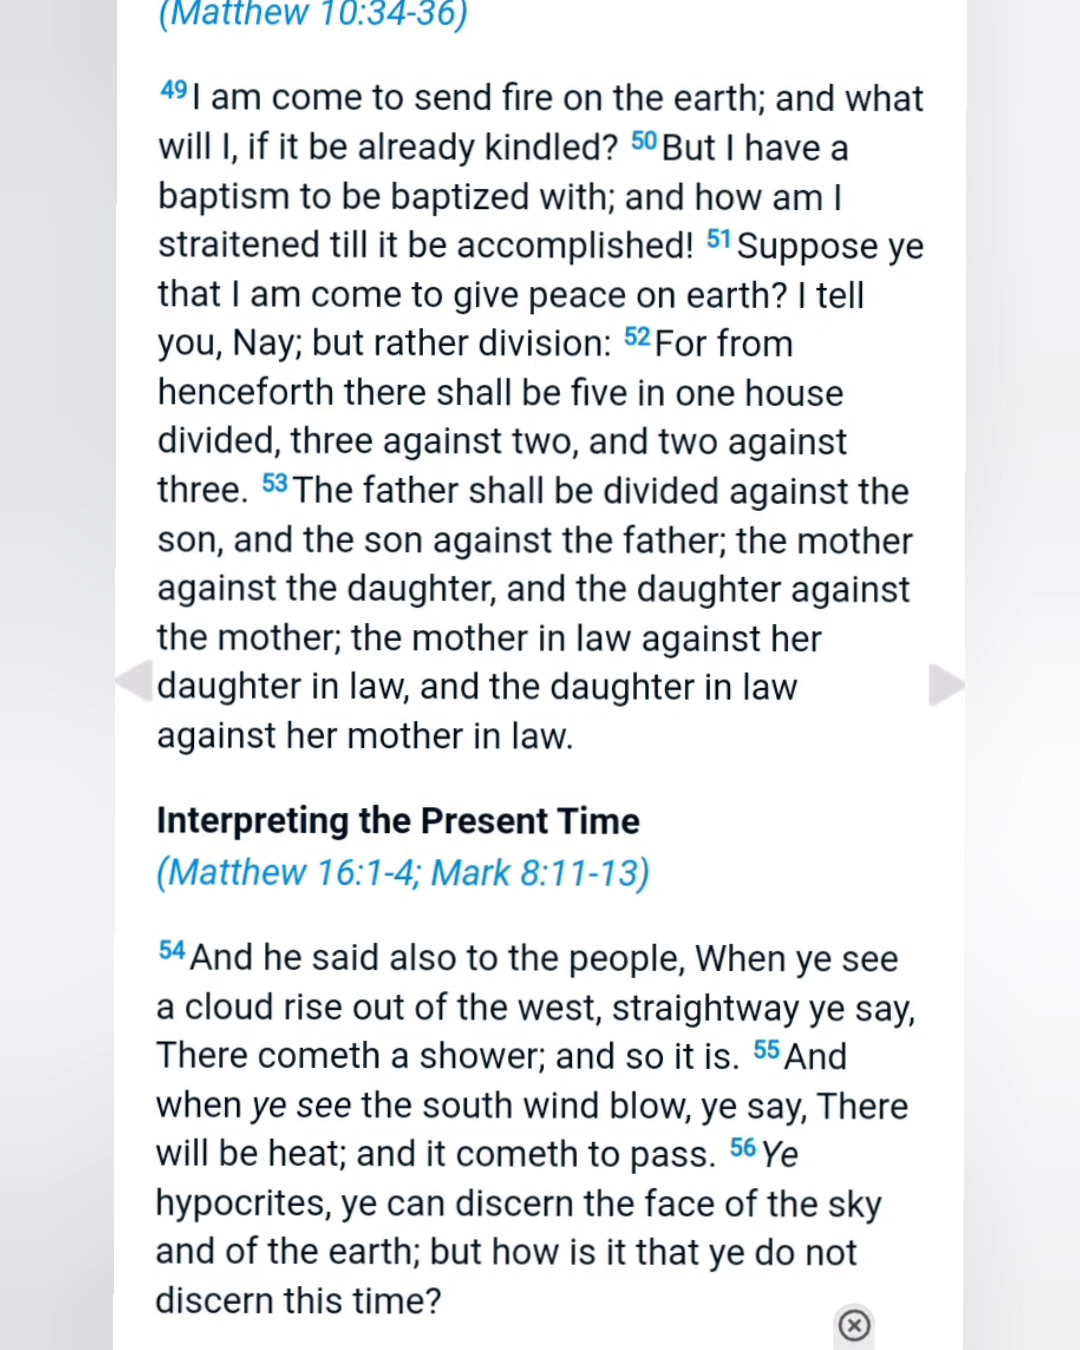 (Matthew 10:34-36)
49 I am come to send fire on the earth; and what
will I, if it be already kindled? 50 But I have a
baptism to be baptized with; and how am I
straitened till it be accomplished! 51 Suppose ye
that I am come to give peace on earth? I tell
you, Nay; but rather division: 52 For from
henceforth there shall be five in one house
divided, three against two, and two against
three. 53 The father shall be divided against the
son, and the son against the father; the mother
against the daughter, and the daughter against
the mother; the mother in law against her
daughter in law, and the daughter in law
against her mother in law.
Interpreting the Present Time
(Matthew 16:1-4; Mark 8:11-13)
54 And he said also to the people, When ye see
a cloud rise out of the west, straightway ye say,
There cometh a shower; and so it is. 55 And
when ye see the south wind blow, ye say, There
will be heat; and it cometh to pass. 56 Ye
hypocrites, ye can discern the face of the sky
and of the earth; but how is it that ye do not
discern this time?